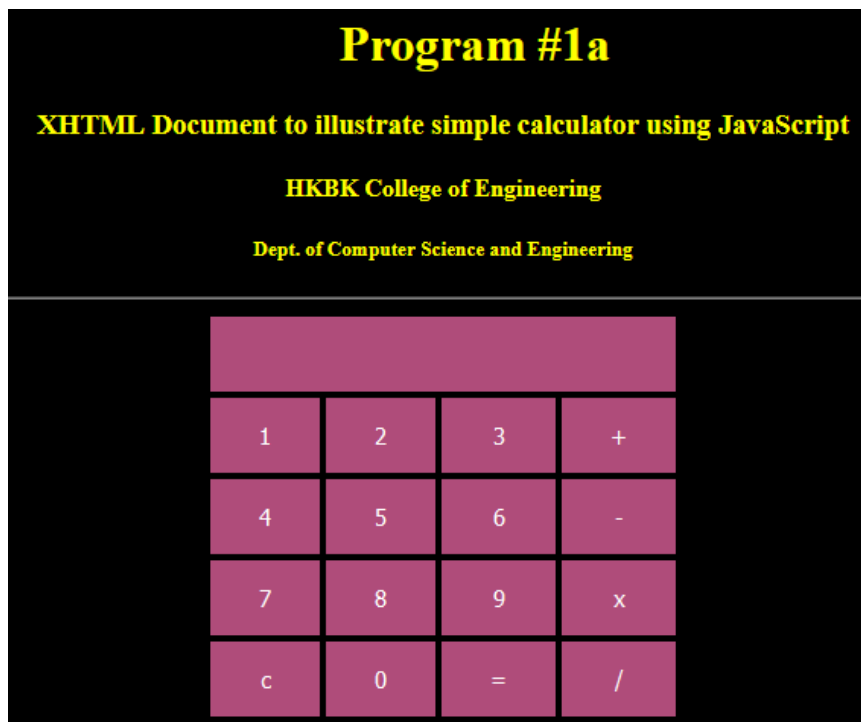 Program #1a
XHTML Document to illustrate simple calculator using JavaScript
HKBK College of Engineering
Dept. of Computer Science and Engineering
1 2 3 +
4 5 6 -
7 8 9 x
c 0 = /